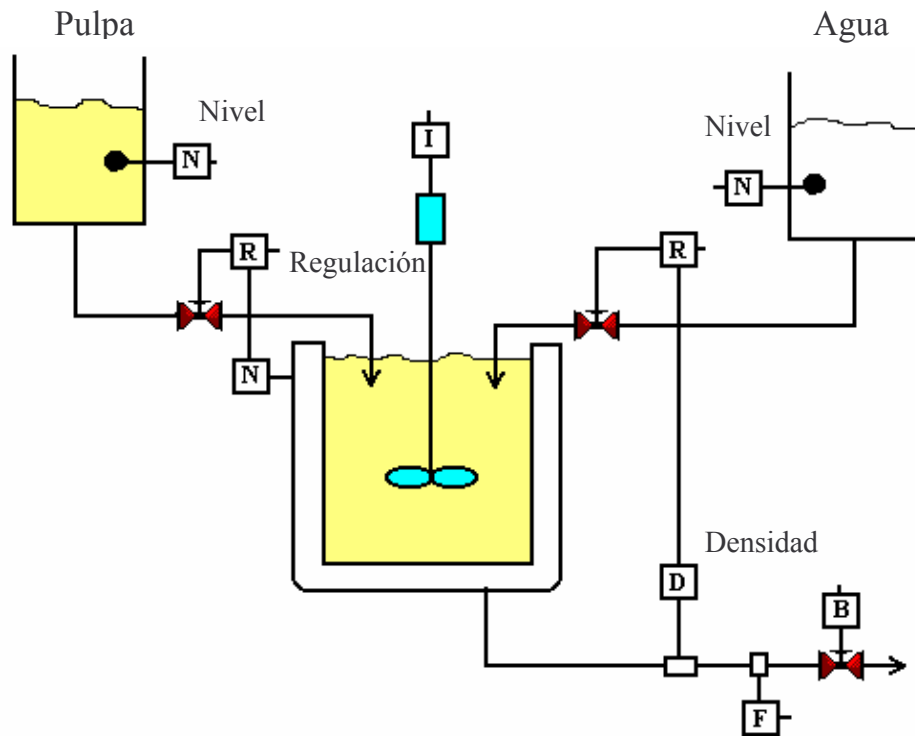 Pulpa
Agua
Nivel
Nivel
I
N
N
R
Regulación
R
N
Densidad
D
B
F